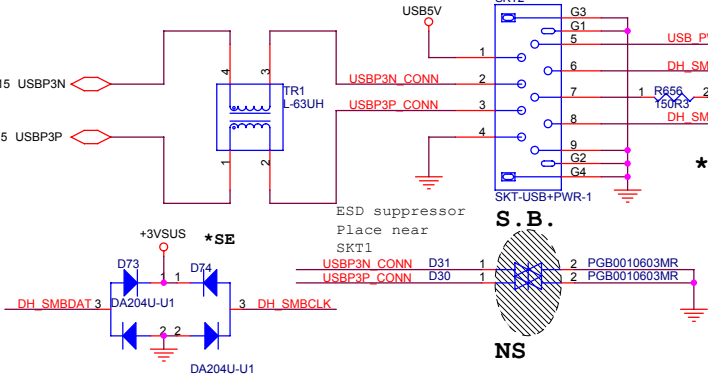 SKT2
USB5V
G3
G1
5
USB_P
1
15 USBP3N
4
3
USBP3N_CONN
2
6
DH_SM
TR1
L-63UH
7
1
R656
2
150R3
USBP3P_CONN
3
5 USBP3P
4
8
DH_SM
1
2
9
G2
G4
*
SKT-USB+PWR-1
ESD suppressor
Place near
SKT1
S.B.
+3VSUS
*SE
USBP3N_CONN D31 1 2 PGB0010603MR
USBP3P_CONN D30 1 2 PGB0010603MR
D73
1 1
D74
DH_SMBDAT 3
DA204U-U1
3 DH_SMBCLK
2 2
NS
DA204U-U1